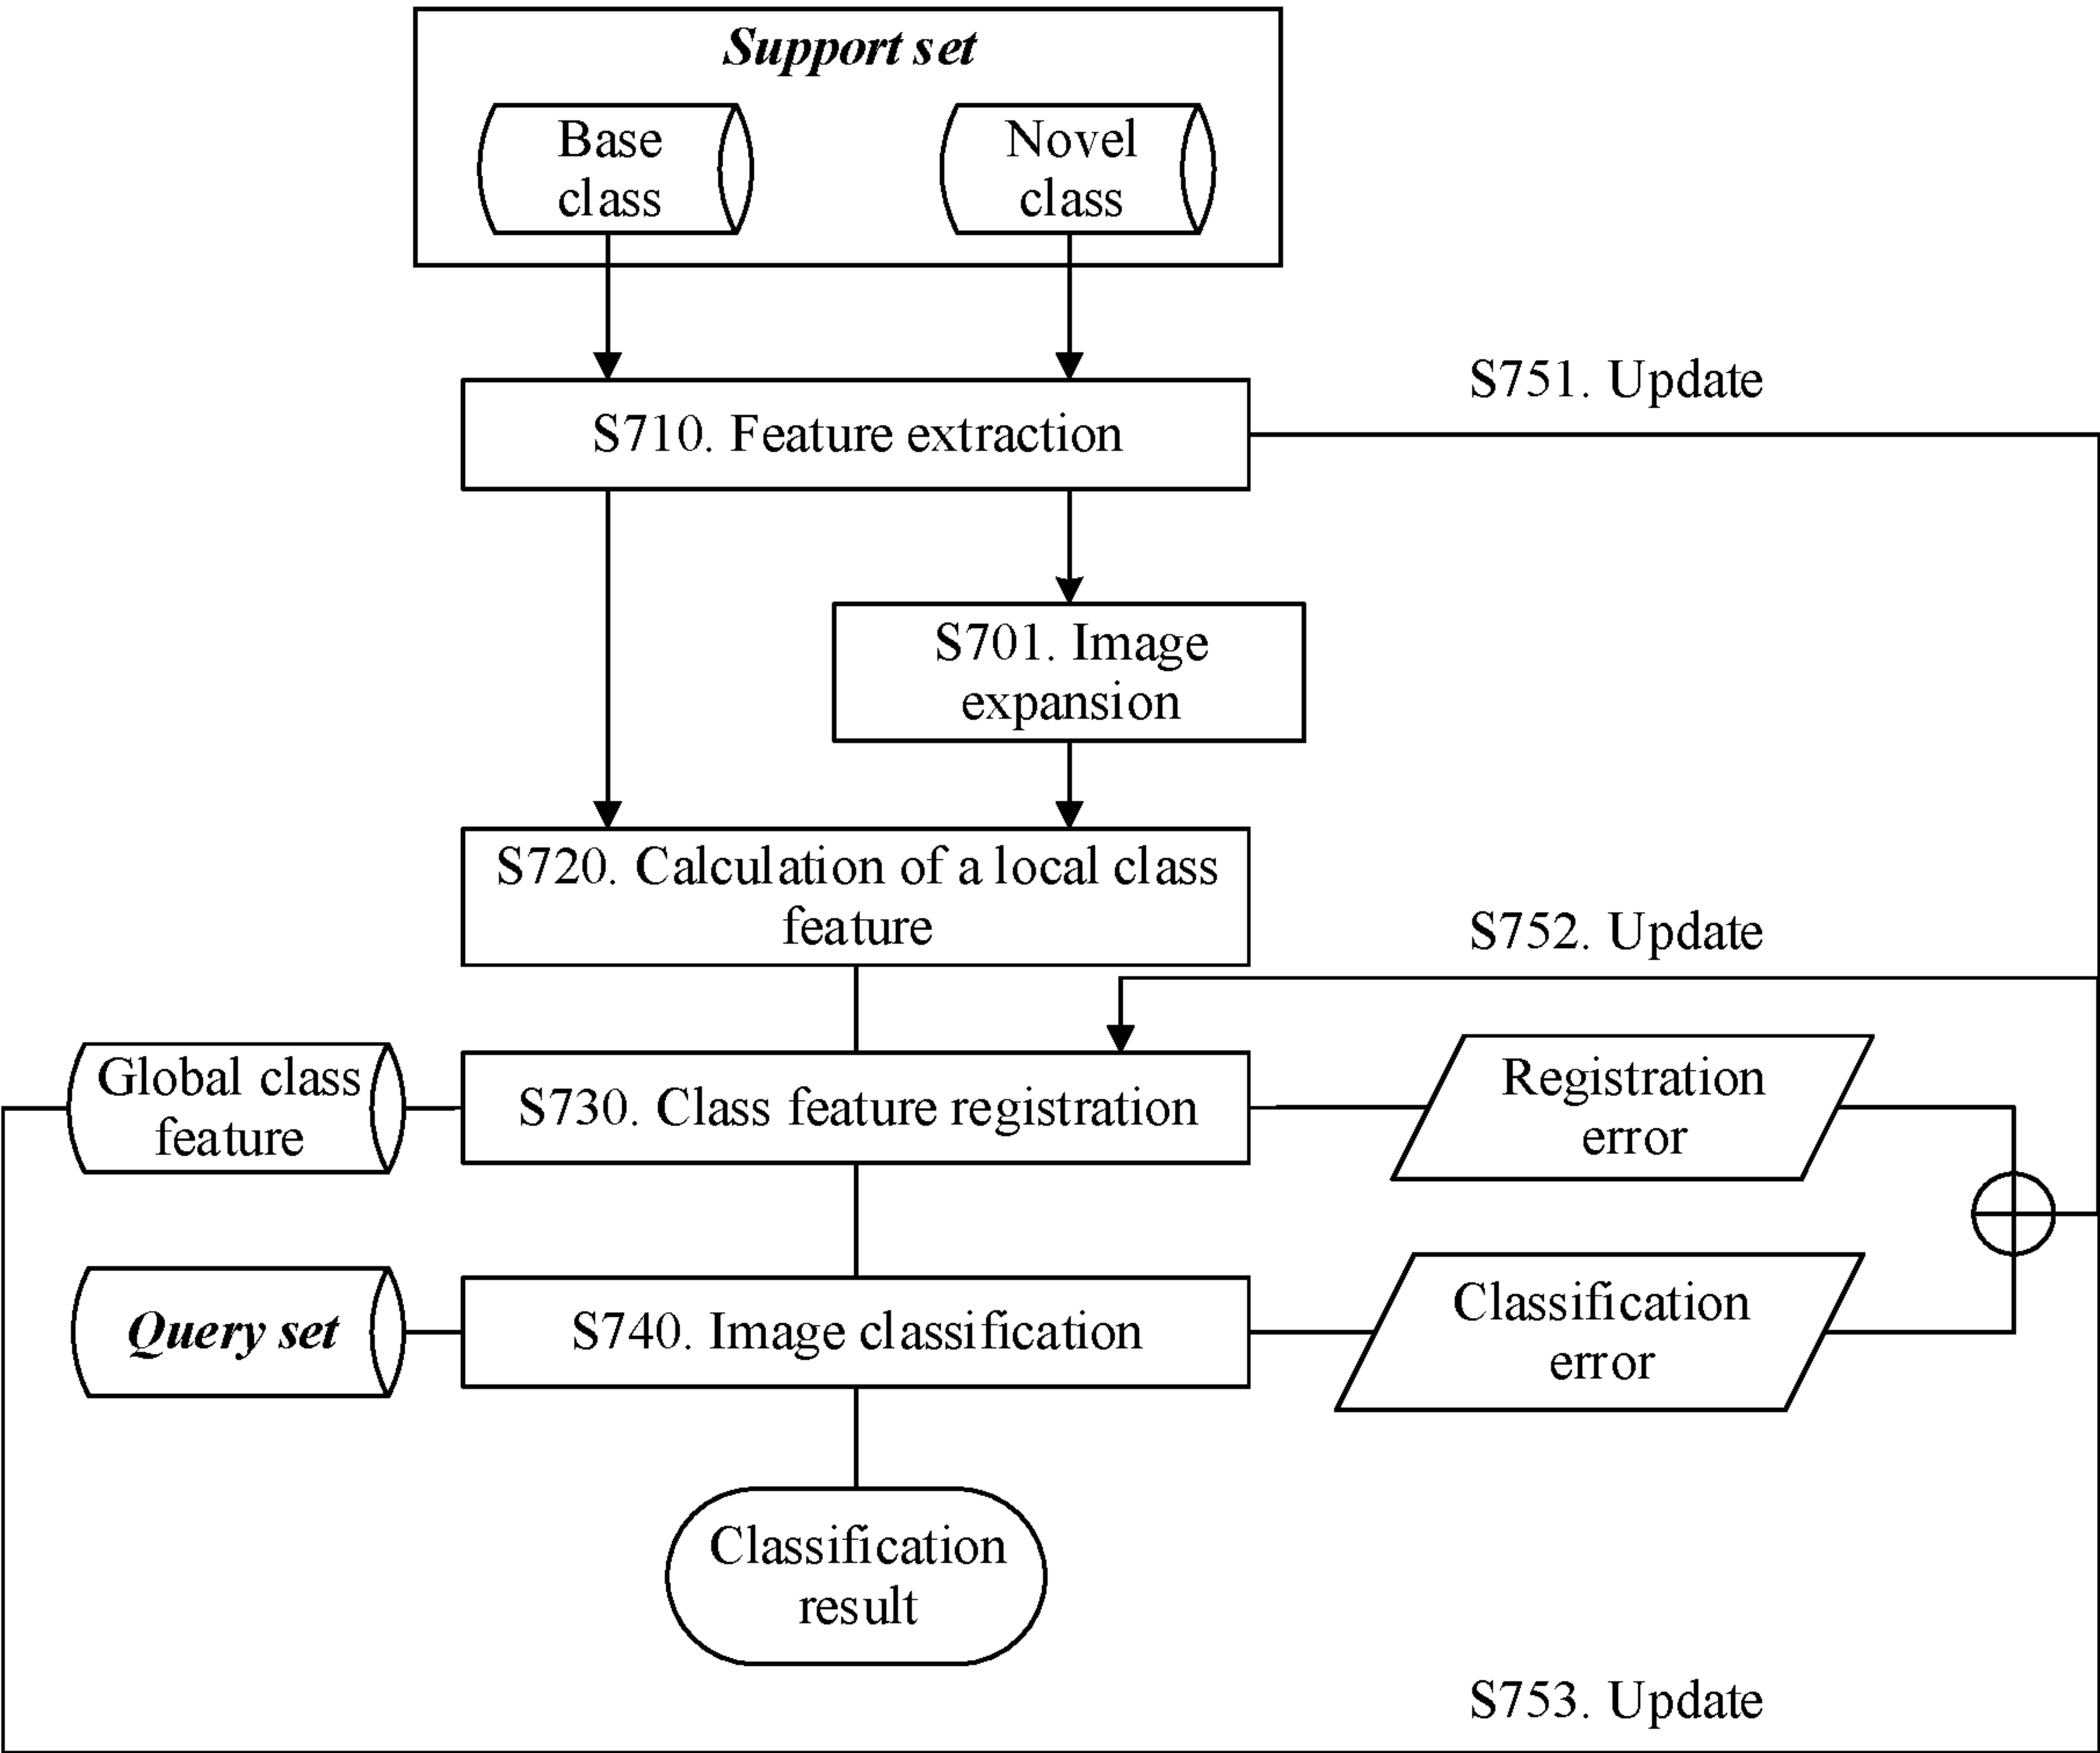 Support set
Base
class
Novel
class
S751. Update
S710. Feature extraction
S701. Image
expansion
S720. Calculation of a local class
feature
S752. Update
Global class
feature
S730. Class feature registration
Registration
error
Query set
S740. Image classification
Classification
error
Classification
result
S753. Update